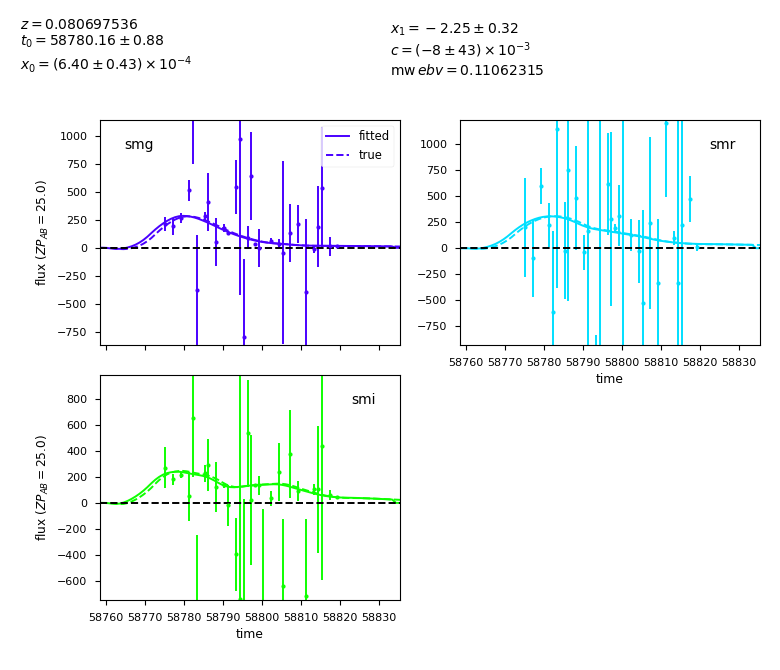 z = 0.080697536
t₀ = 58780.16 ± 0.88
x₀ = (6.40 ± 0.43) × 10⁻⁴
x₁ = −2.25 ± 0.32
c = (−8 ± 43) × 10⁻³
mw ebv = 0.11062315
smg
fitted
true
1000
750
500
250
0
−250
−500
−750
flux (ZP_AB = 25.0)
smr
1000
750
500
250
0
−250
−500
−750
58760 58770 58780 58790 58800 58810 58820 58830
time
smi
800
600
400
200
0
−200
−400
−600
flux (ZP_AB = 25.0)
58760 58770 58780 58790 58800 58810 58820 58830
time